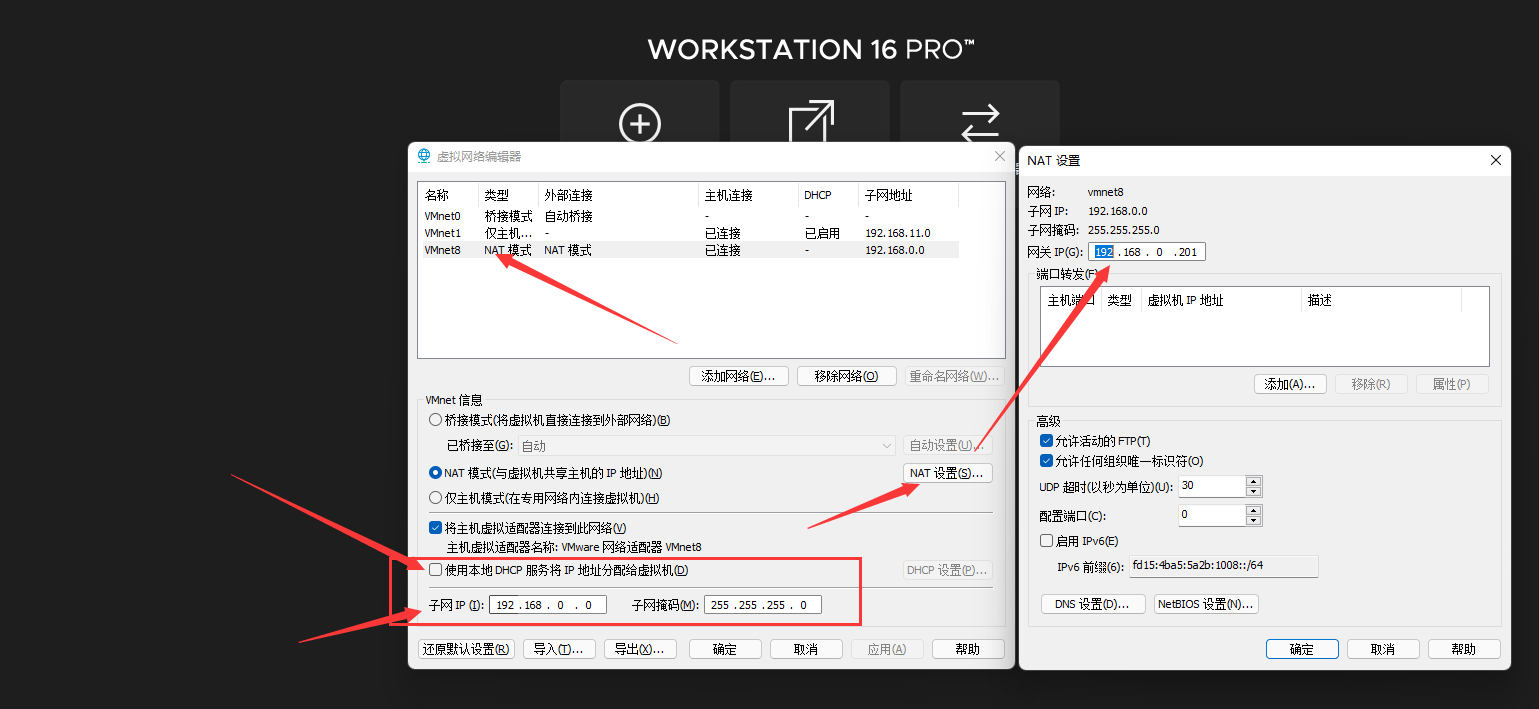 WORKSTATION 16 PRO™
虚拟网络编辑器
名称 类型 外部连接 主机连接 DHCP 子网地址
VMnet0 桥接模式 自动桥接 - - -
VMnet1 仅主机... - 已连接 已启用 192.168.11.0
VMnet8 NAT 模式 NAT 模式 已连接 - 192.168.0.0
添加网络(E)... 移除网络(O) 重命名网络(W)...
VMnet 信息
桥接模式(将虚拟机直接连接到外部网络)(B)
已桥接至(G): 自动 自动设置(U)...
NAT 模式(与虚拟机共享主机的 IP 地址)(N) NAT 设置(S)...
仅主机模式(在专用网络内连接虚拟机)(H)
将主机虚拟适配器连接到此网络(V)
主机虚拟适配器名称: VMware 网络适配器 VMnet8
使用本地 DHCP 服务将 IP 地址分配给虚拟机(D) DHCP 设置(P)...
子网 IP (I): 192 . 168 . 0 . 0 子网掩码(M): 255 . 255 . 255 . 0
还原默认设置(R) 导入(T)... 导出(X)... 确定 取消 应用(A) 帮助
NAT 设置
网络: vmnet8
子网 IP: 192.168.0.0
子网掩码: 255.255.255.0
网关 IP(G): 192 . 168 . 0 . 201
端口转发(F)
主机端口 类型 虚拟机 IP 地址 描述
添加(A)... 移除(R) 属性(P)
高级
允许活动的 FTP(T)
允许任何组织唯一标识符(O)
UDP 超时(以秒为单位)(U): 30
配置端口(C): 0
启用 IPv6(E)
IPv6 前缀(6): fd15:4ba5:5a2b:1008::/64
DNS 设置(D)... NetBIOS 设置(N)...
确定 取消 帮助